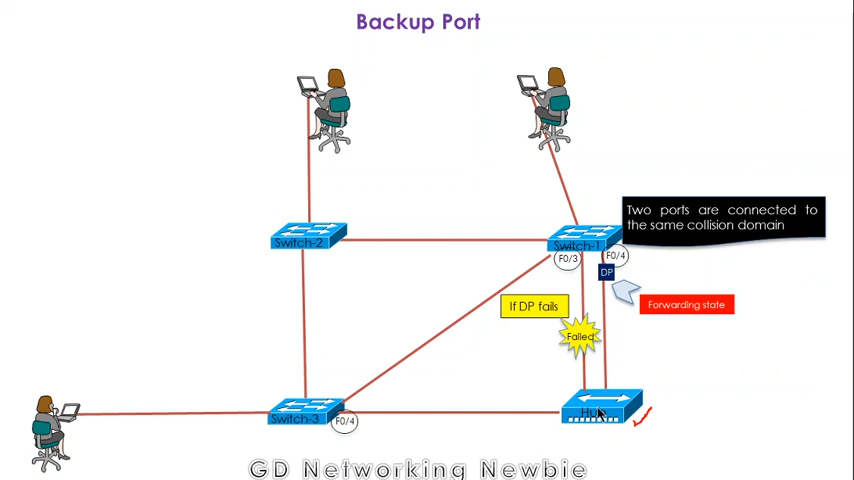 Backup Port
Two ports are connected to
the same collision domain
Switch-2
Switch-1
F0/3
F0/4
DP
If DP fails
Forwarding state
Failed
Hub
Switch-3
F0/4
GD Networking Newbie